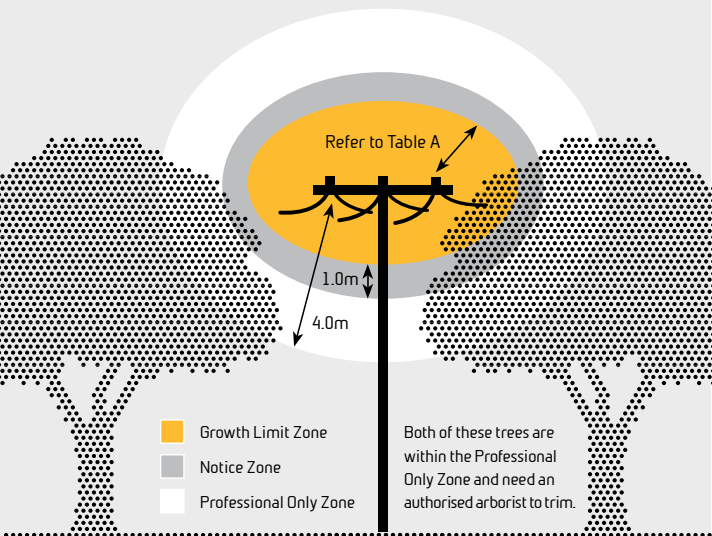 Refer to Table A
1.0m
4.0m
Growth Limit Zone
Notice Zone
Professional Only Zone
Both of these trees are
within the Professional
Only Zone and need an
authorised arborist to trim.